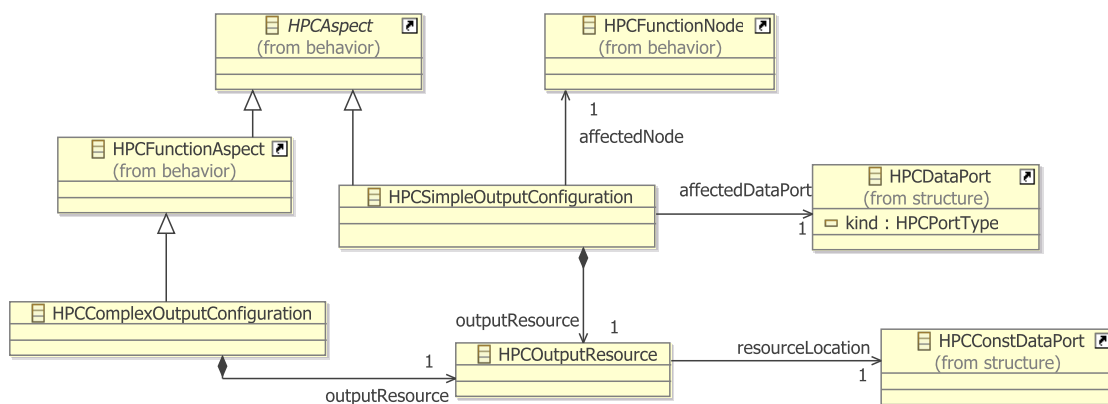 HPCAspect
(from behavior)
HPCFunctionNode
(from behavior)
1
affectedNode
HPCFunctionAspect
(from behavior)
HPCSimpleOutputConfiguration
affectedDataPort
1
HPCDataPort
(from structure)
kind : HPCPortType
HPCComplexOutputConfiguration
outputResource
1
1
outputResource
HPCOutputResource
resourceLocation
1
HPCConstDataPort
(from structure)